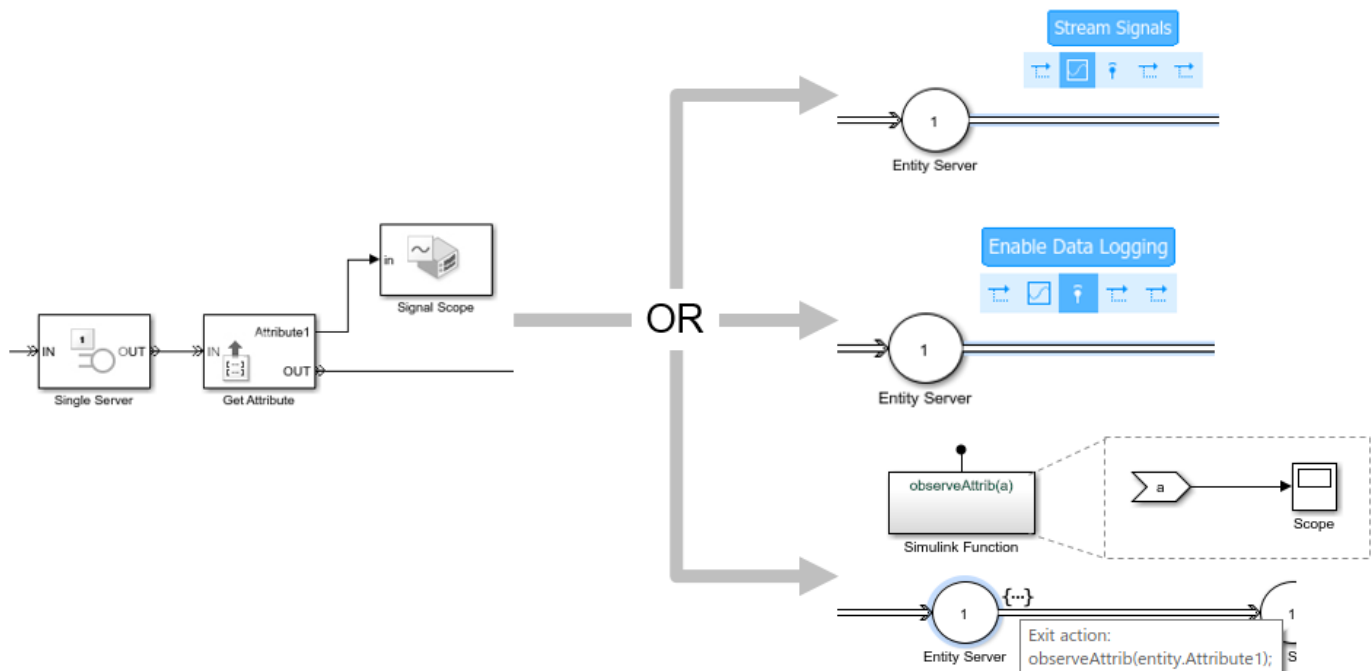 Stream Signals
1
Entity Server
Enable Data Logging
in
Signal Scope
OR
IN
1
OUT
Single Server
IN
Attribute1
OUT
Get Attribute
1
Entity Server
observeAttrib(a)
Simulink Function
a
Scope
1
{...}
1
Entity Server
Exit action:
observeAttrib(entity.Attribute1);
S